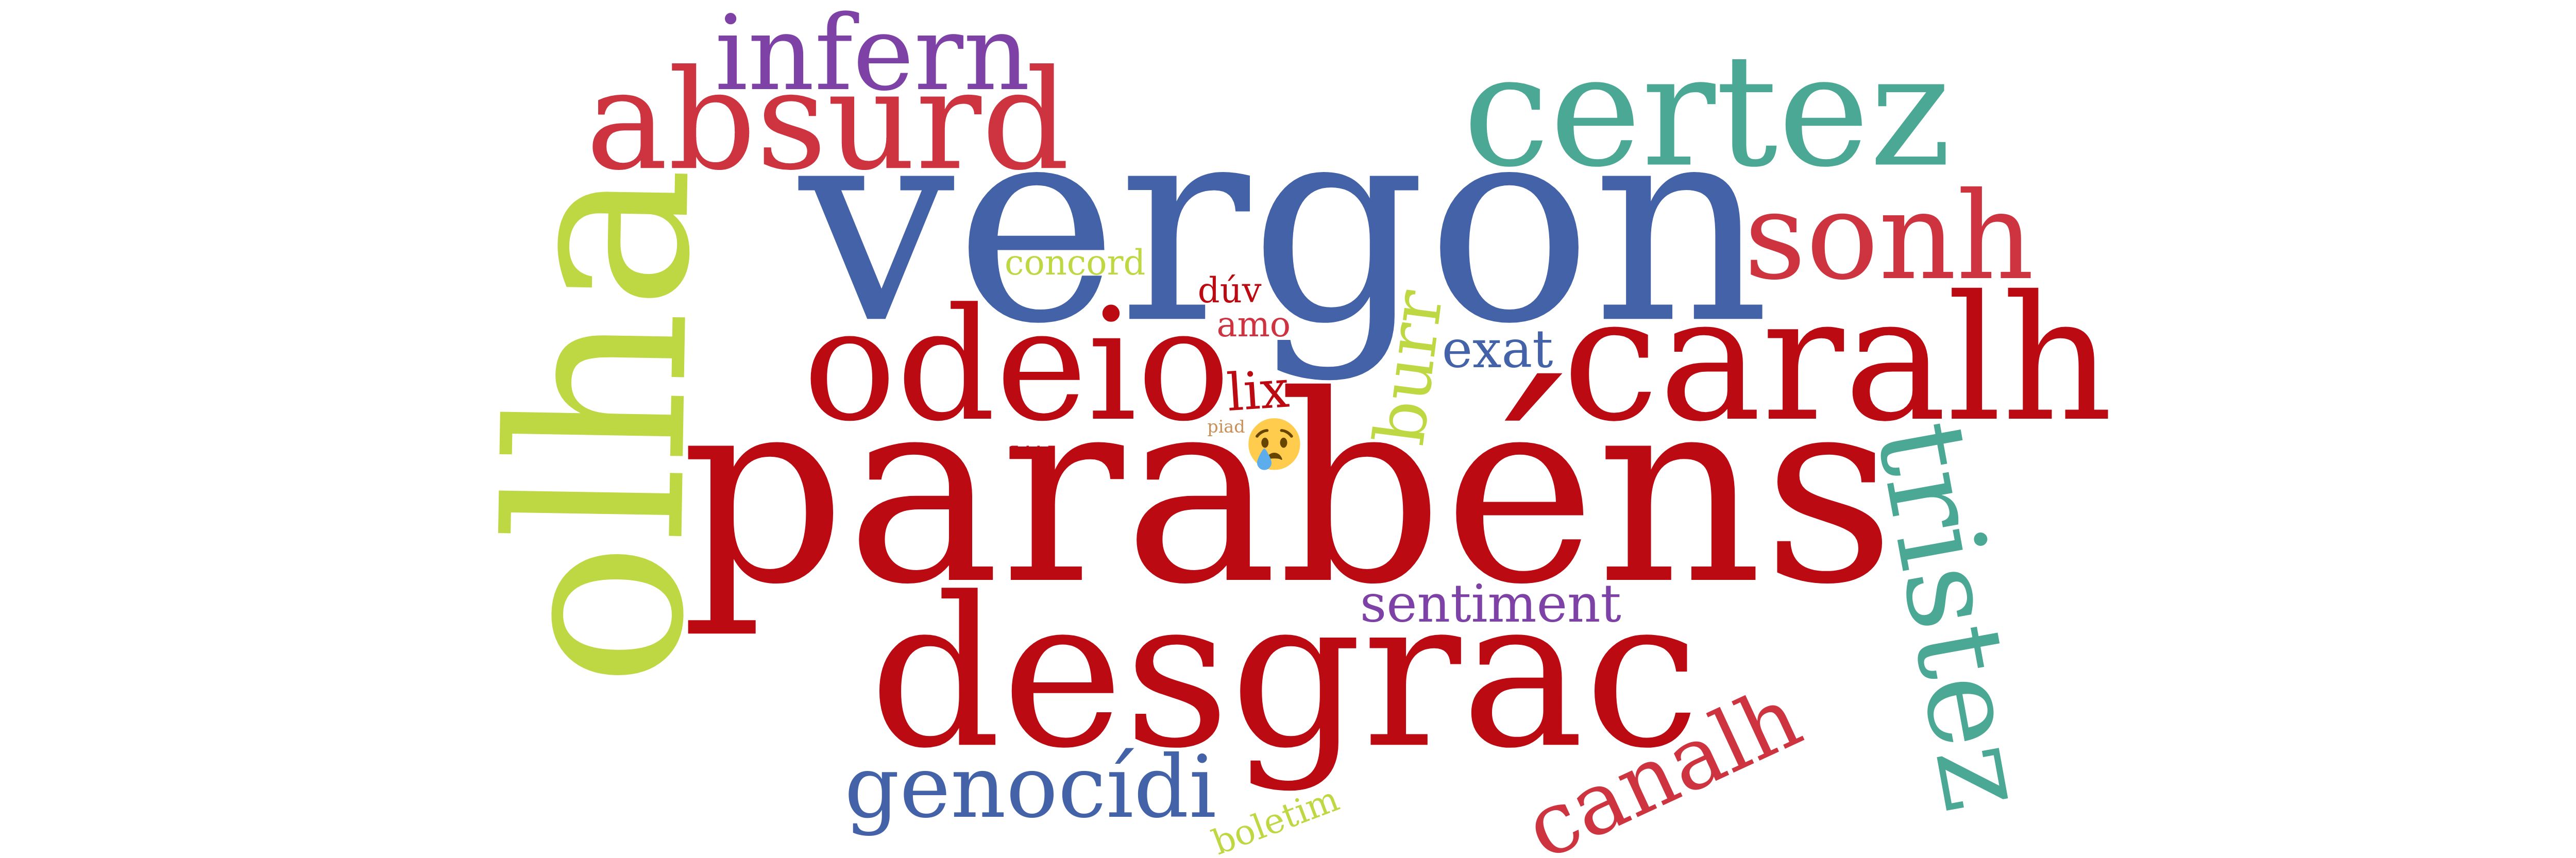 infern
absurd
certez
olha
vergon
sonh
concord
dúv
amo
burr
exat
odeio
caralh
lix
piad
😢
parabéns
tristez
sentiment
desgrac
canalh
genocídi
boletim